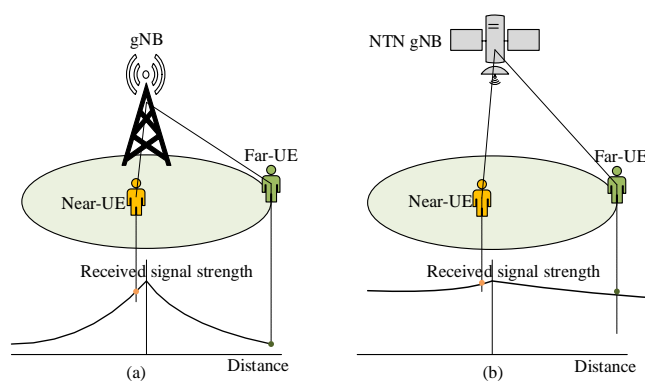 gNB
Far-UE
Near-UE
Received signal strength
Distance
(a)
NTN gNB
Far-UE
Near-UE
Received signal strength
Distance
(b)